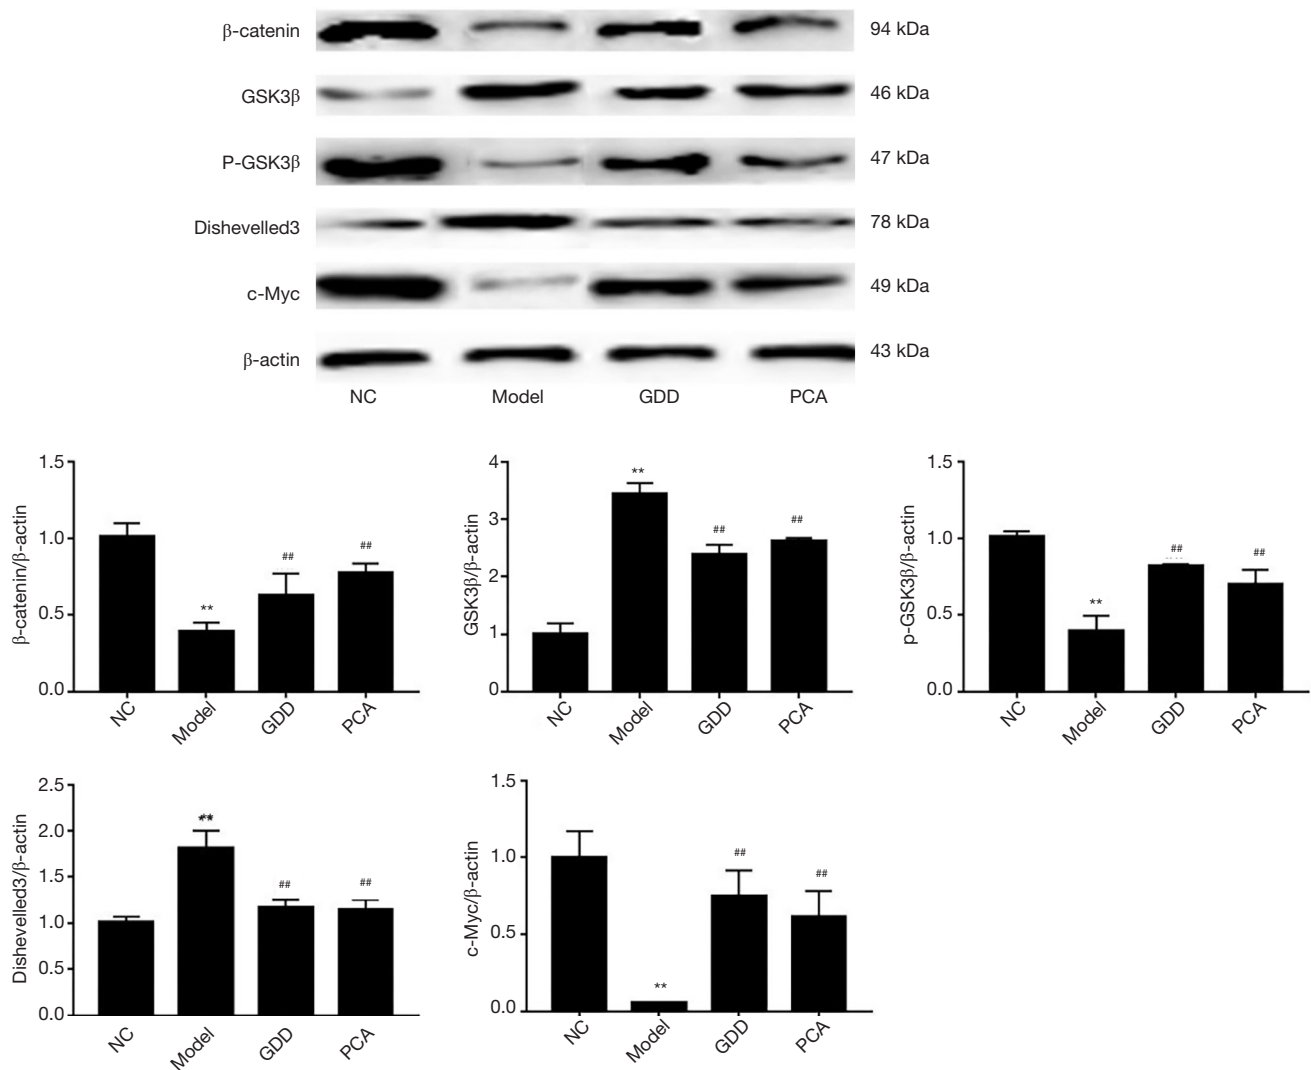 β-catenin 94 kDa
GSK3β 46 kDa
P-GSK3β 47 kDa
Dishevelled3 78 kDa
c-Myc 49 kDa
β-actin 43 kDa
NC Model GDD PCA
β-catenin/β-actin
1.5
1.0
0.5
0.0
**
##
##
NC Model GDD PCA
GSK3β/β-actin
4
3
2
1
0
**
##
##
NC Model GDD PCA
p-GSK3β/β-actin
1.5
1.0
0.5
0.0
**
##
##
NC Model GDD PCA
Dishevelled3/β-actin
2.5
2.0
1.5
1.0
0.5
0.0
**
##
##
NC Model GDD PCA
c-Myc/β-actin
1.5
1.0
0.5
0.0
**
##
##
NC Model GDD PCA